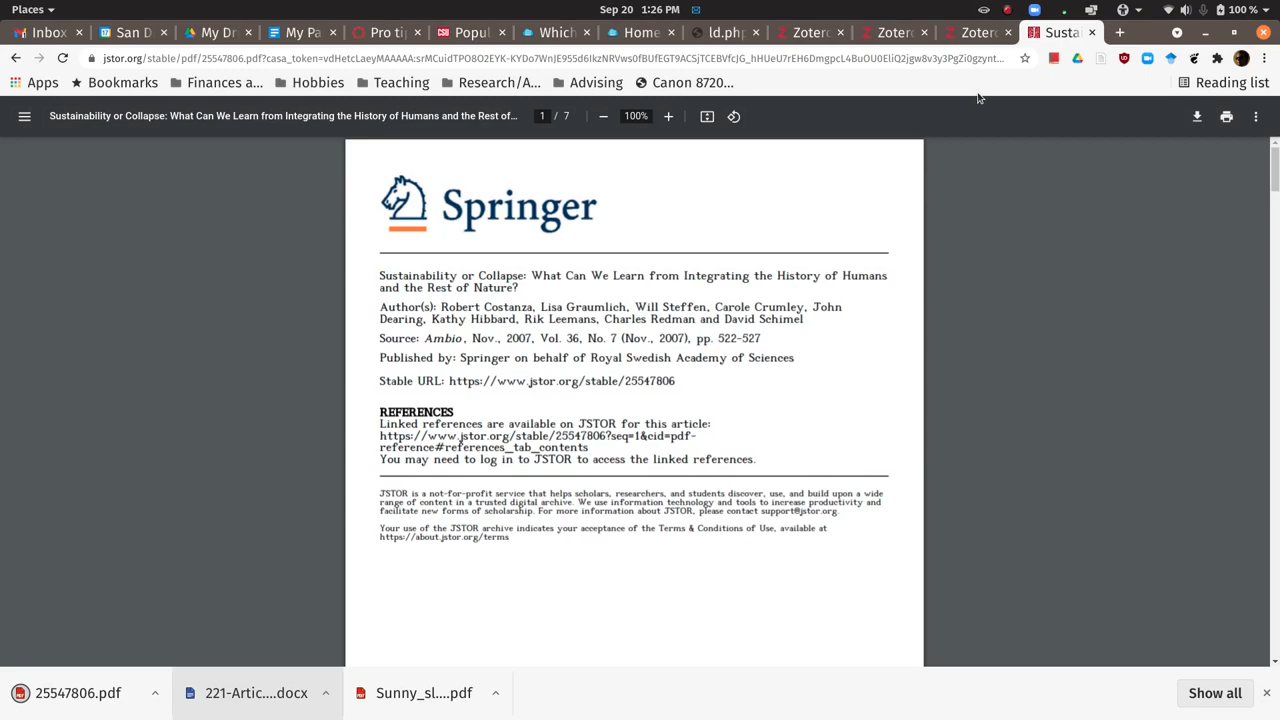 Places
Sep 20 1:26 PM
100 %
Inbox
San D
My Dr
My Pa
Pro tip
Popul
Which
Home
ld.php
Zotero
Zotero
Zotero
Sustai
jstor.org/stable/pdf/25547806.pdf?casa_token=
Apps
Bookmarks
Finances a...
Hobbies
Teaching
Research/A...
Advising
Canon 8720...
Reading list
Sustainability or Collapse: What Can We Learn from Integrating the History of Humans and the Rest of...
1 / 7
100%
Springer
Sustainability or Collapse: What Can We Learn from Integrating the History of Humans
and the Rest of Nature?
Author(s): Robert Costanza, Lisa Graumlich, Will Steffen, Carole Crumley, John
Dearing, Kathy Hibbard, Rik Leemans, Charles Redman and David Schimel
Source: Ambio, Nov., 2007, Vol. 36, No. 7 (Nov., 2007), pp. 522-527
Published by: Springer on behalf of Royal Swedish Academy of Sciences
Stable URL: https://www.jstor.org/stable/25547806
REFERENCES
Linked references are available on JSTOR for this article:
https://www.jstor.org/stable/25547806?seq=1&cid=pdf-
reference#references_tab_contents
You may need to log in to JSTOR to access the linked references.
JSTOR is a not-for-profit service that helps scholars, researchers, and students discover, use, and build upon a wide
range of content in a trusted digital archive. We use information technology and tools to increase productivity and
facilitate new forms of scholarship. For more information about JSTOR, please contact support@jstor.org.
Your use of the JSTOR archive indicates your acceptance of the Terms & Conditions of Use, available at
https://about.jstor.org/terms
25547806.pdf
221-Artic....docx
Sunny_sl....pdf
Show all